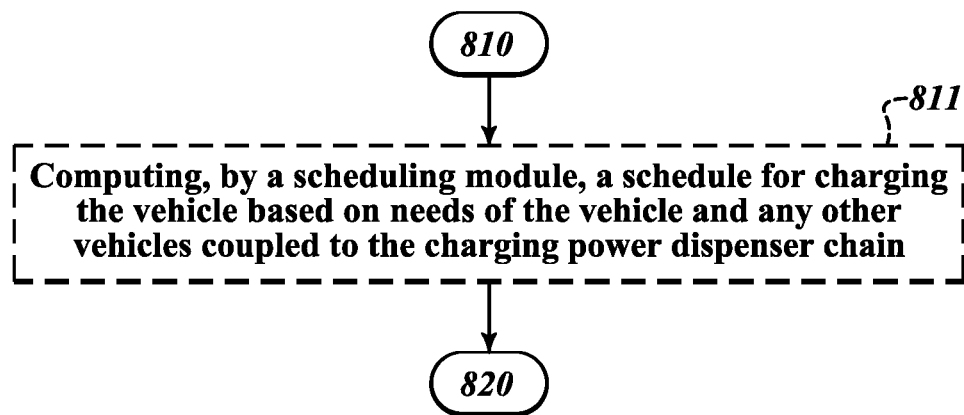 810
811
Computing, by a scheduling module, a schedule for charging
the vehicle based on needs of the vehicle and any other
vehicles coupled to the charging power dispenser chain
820